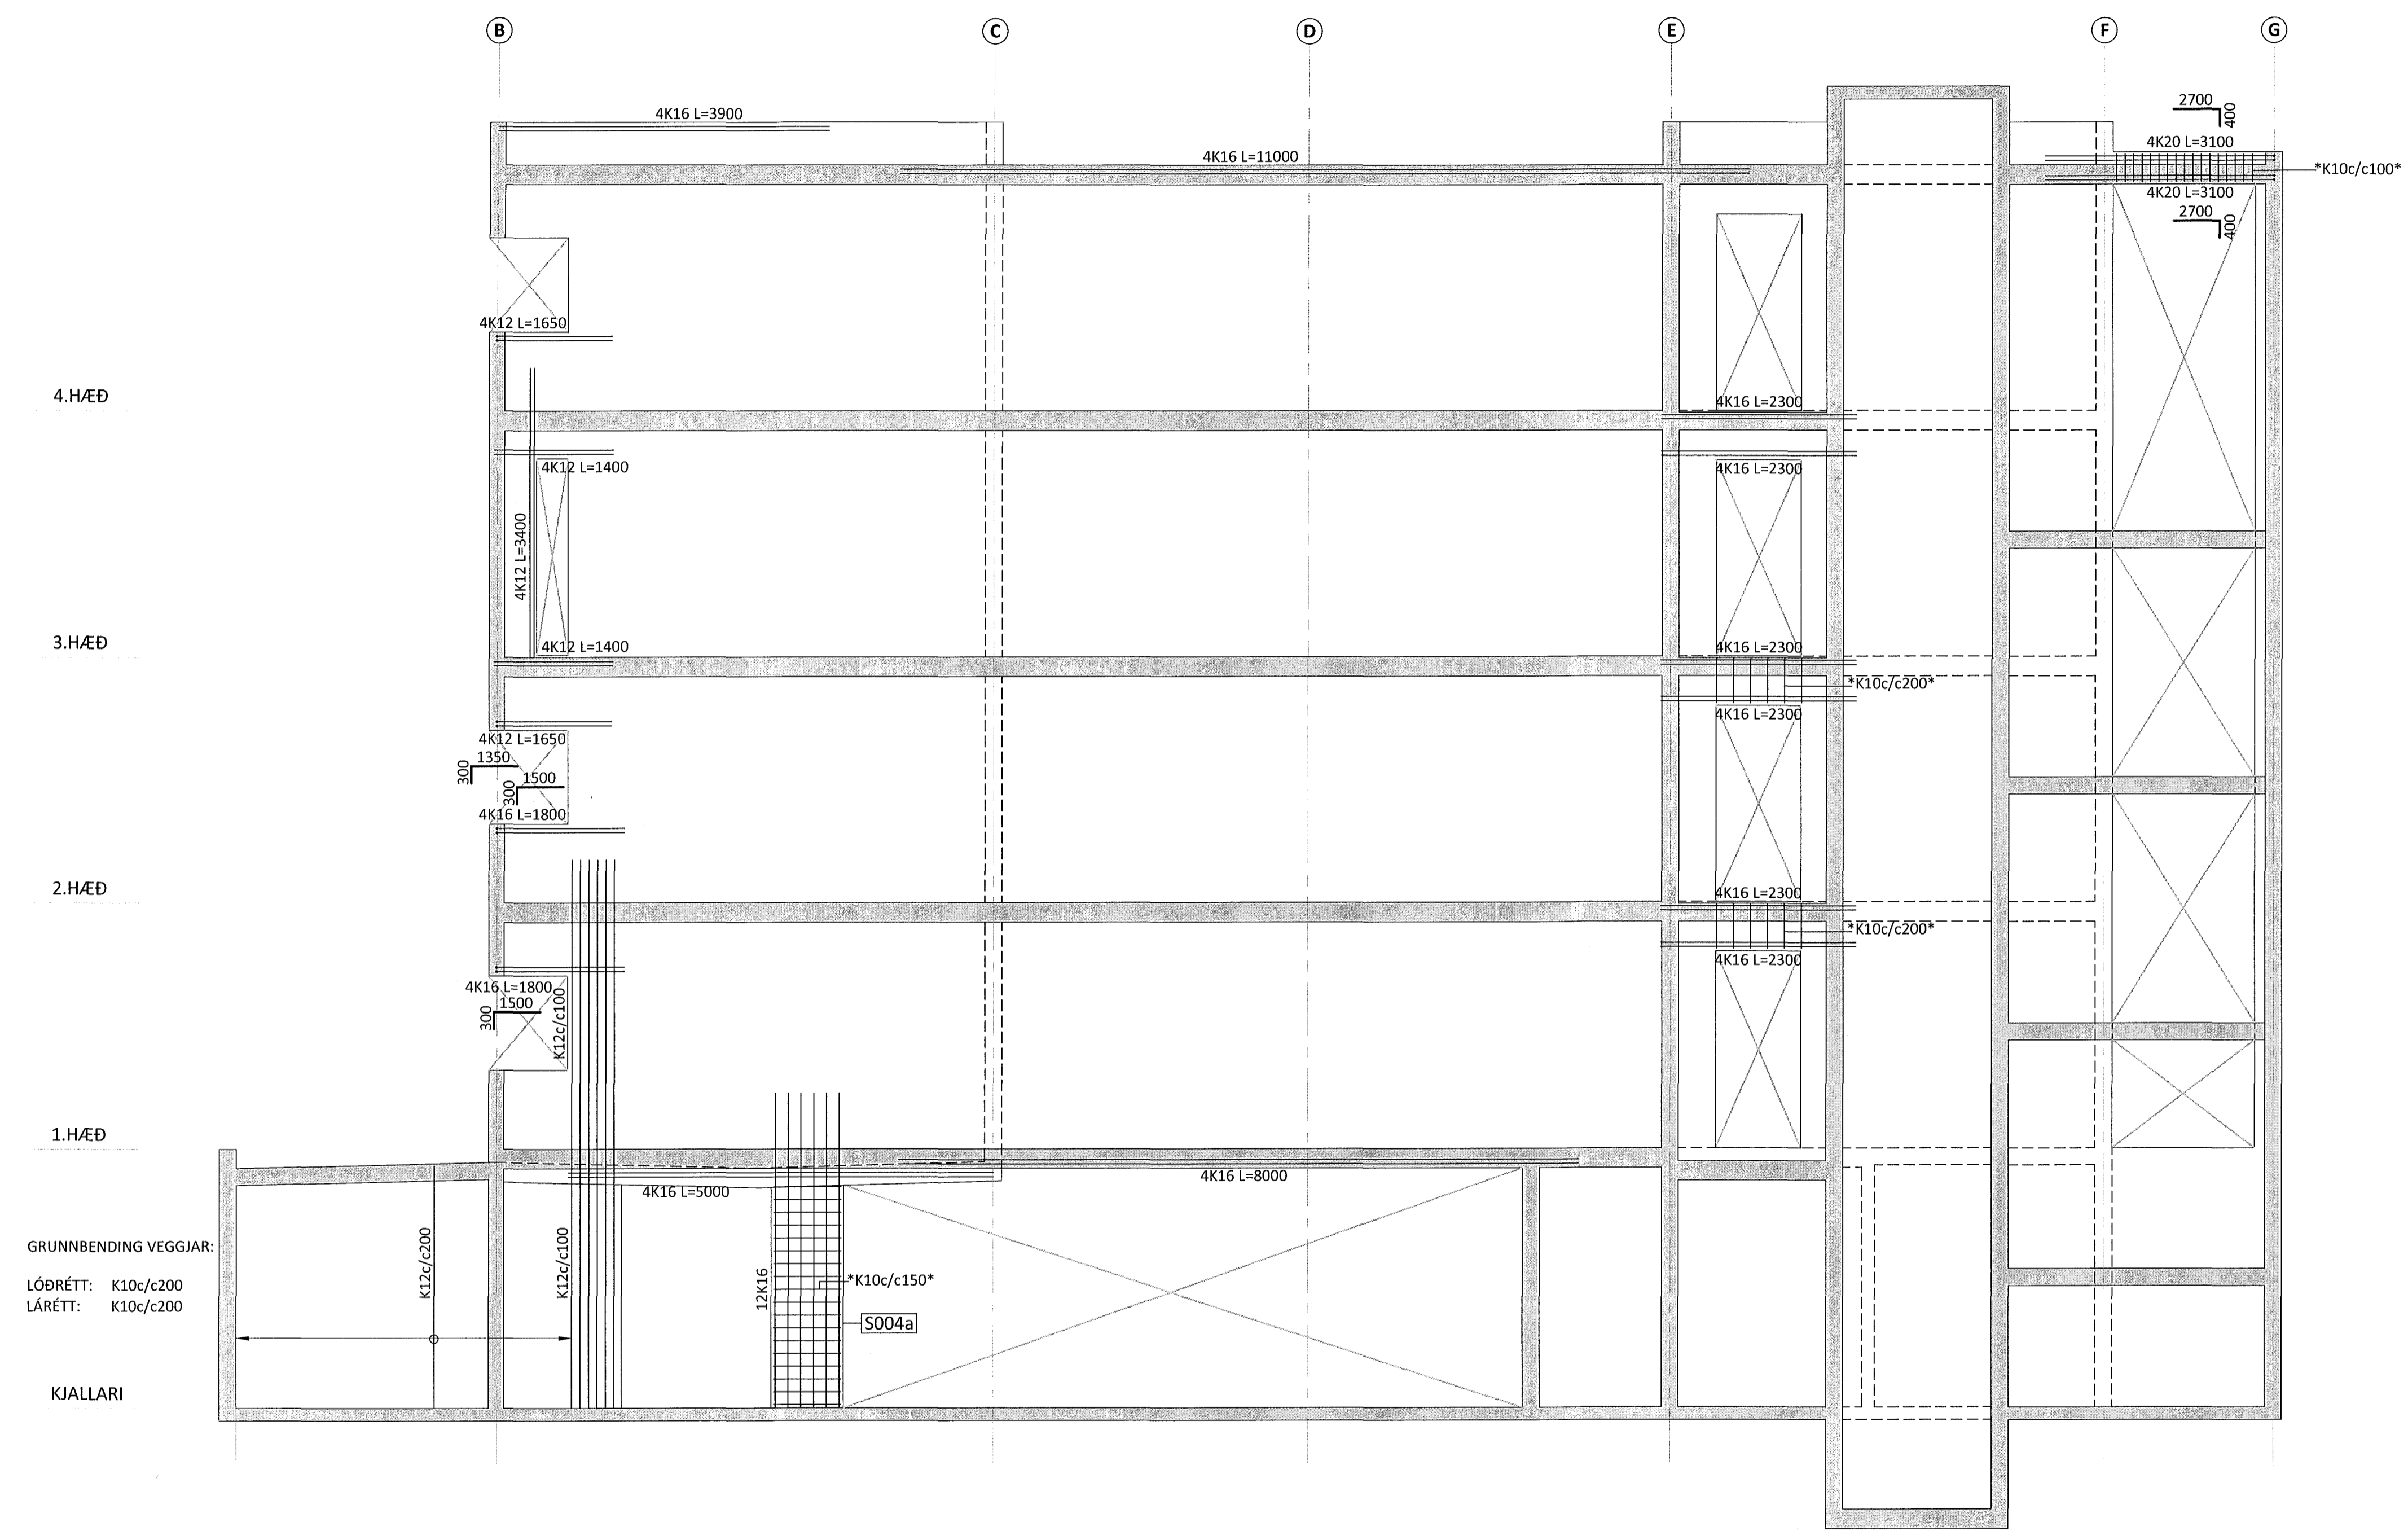 B
C
D
E
F
G
2700
400
4K16 L=3900
4K20 L=3100
4K16 L=11000
*K10c/c100*
4K20 L=3100
2700
400
4K12 L=1650
4.HÆÐ
4K16 L=2300
4K12 L=1400
4K16 L=2300
4K12 L=3400
3.HÆÐ
4K12 L=1400
4K16 L=2300
*K10c/c200*
4K16 L=2300
4K12 L=1650
1350
300
1500
300
4K16 L=1800
2.HÆÐ
4K16 L=2300
*K10c/c200*
4K16 L=2300
4K16 L=1800
1500
300
K12c/c100
1.HÆÐ
4K16 L=5000
4K16 L=8000
GRUNNBENDING VEGGJAR:
LÓÐRÉTT: K10c/c200
LÁRÉTT: K10c/c200
K12c/c200
K12c/c100
12K16
*K10c/c150*
S004a
KJALLARI